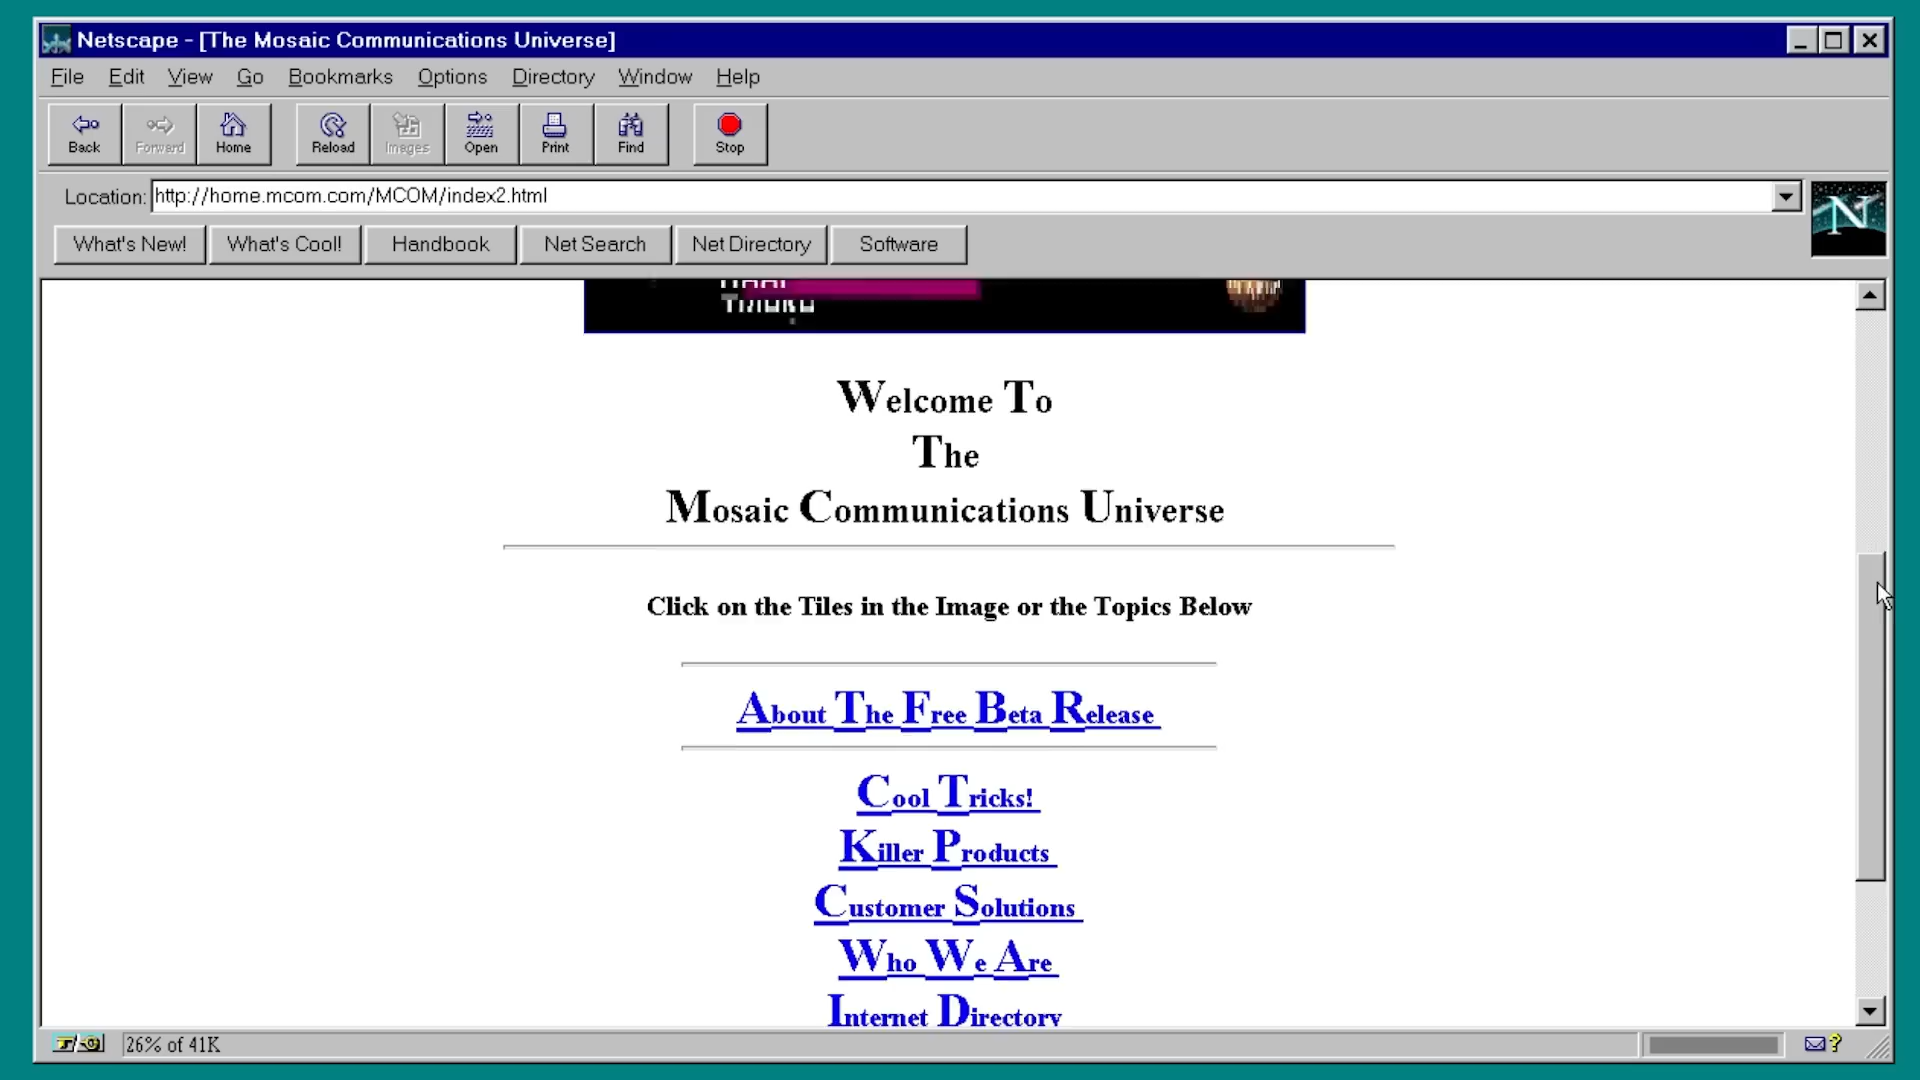 Netscape - [The Mosaic Communications Universe]
File Edit View Go Bookmarks Options Directory Window Help
Back Forward Home Reload Images Open Print Find Stop
Location: http://home.mcom.com/MCOM/index2.html
N
What's New! What's Cool! Handbook Net Search Net Directory Software
Welcome To
The
Mosaic Communications Universe
Click on the Tiles in the Image or the Topics Below
About The Free Beta Release
Cool Tricks!
Killer Products
Customer Solutions
Who We Are
Internet Directory
26% of 41K
?